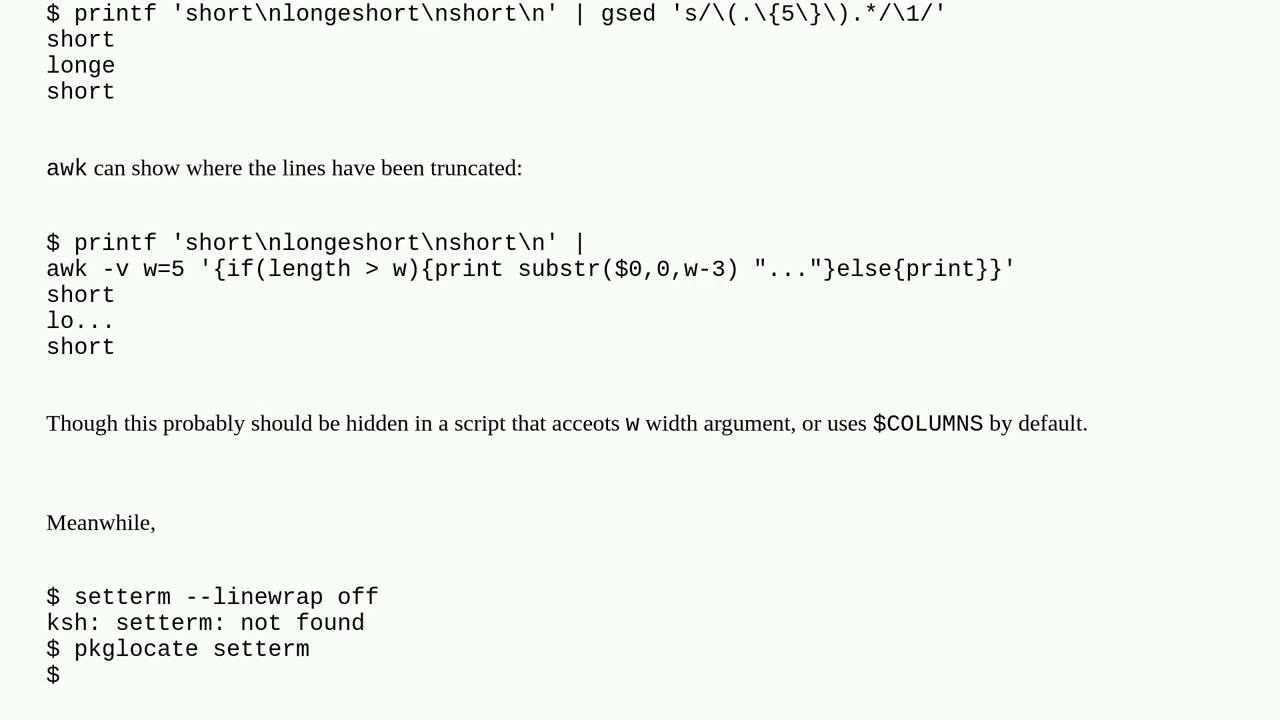 $ printf 'short\nlongeshort\nshort\n' | gsed 's/\(.\{5\}\).*/\1/'
short
longe
short
awk can show where the lines have been truncated:
$ printf 'short\nlongeshort\nshort\n' |
awk -v w=5 '{if(length > w){print substr($0,0,w-3) "..."}else{print}}'
short
lo...
short
Though this probably should be hidden in a script that acceots w width argument, or uses $COLUMNS by default.
Meanwhile,
$ setterm --linewrap off
ksh: setterm: not found
$ pkglocate setterm
$